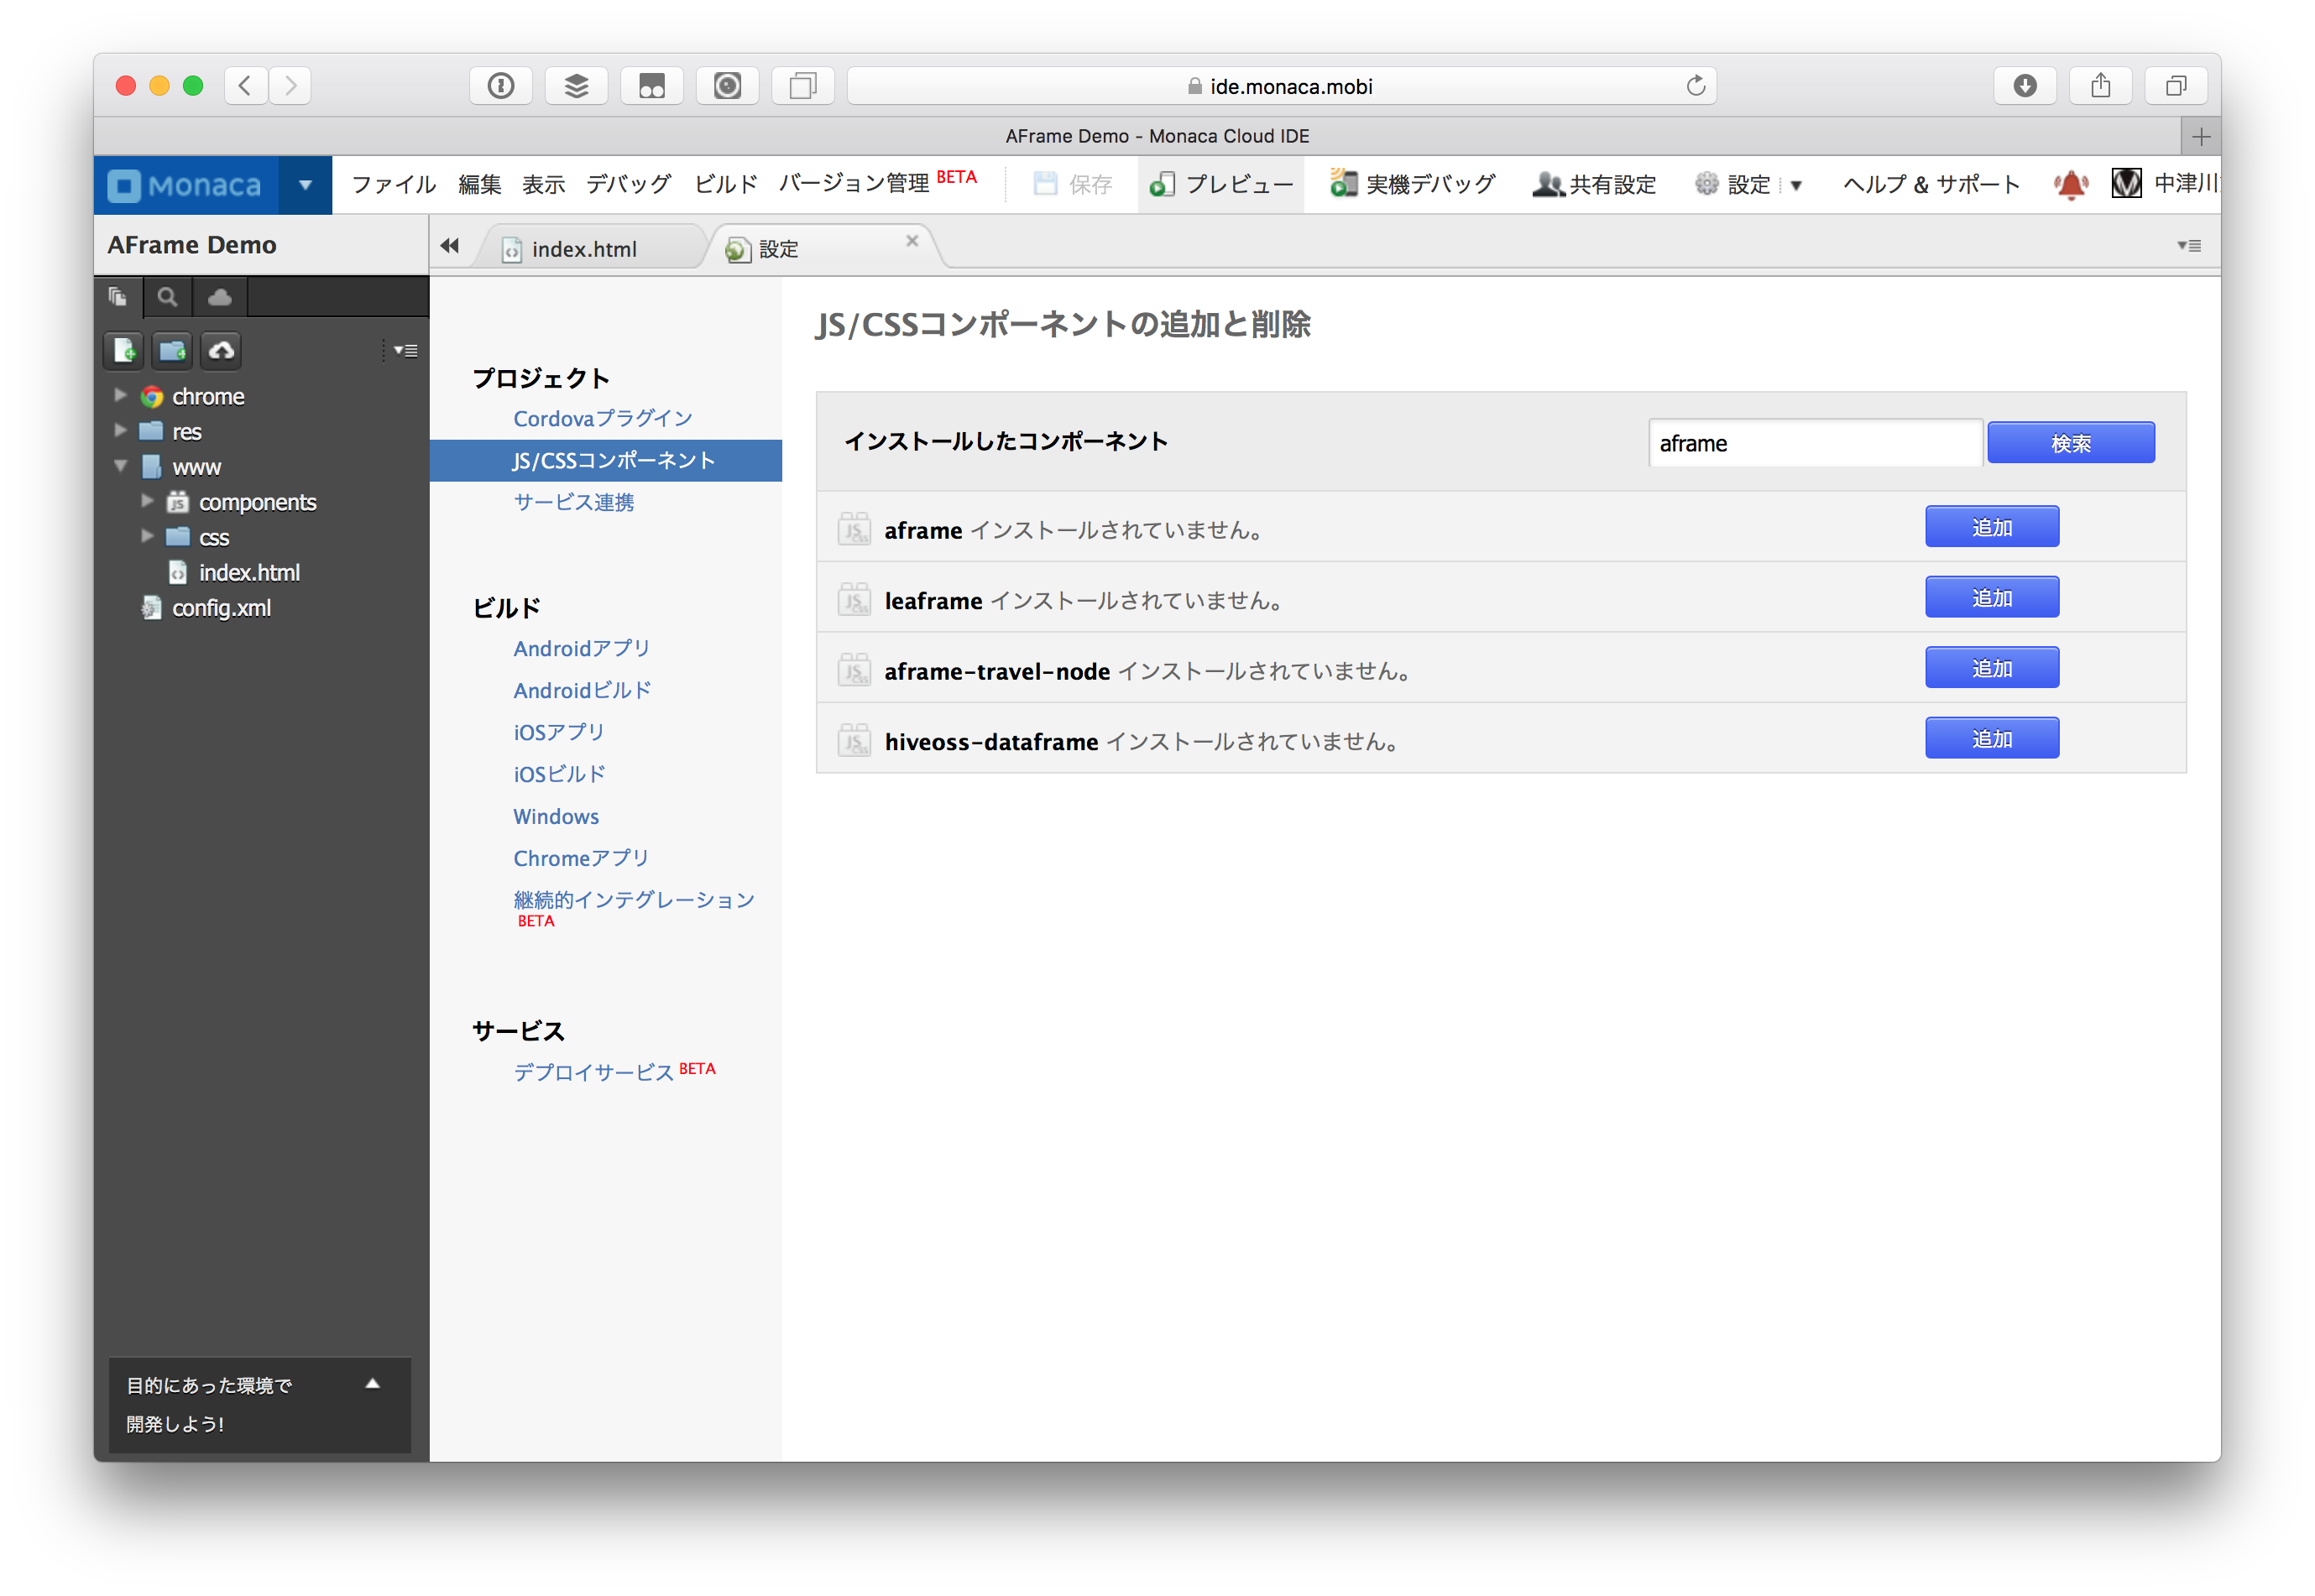 ide.monaca.mobi
AFrame Demo - Monaca Cloud IDE
Monaca ファイル 編集 表示 デバッグ ビルド バージョン管理 BETA 保存 プレビュー 実機デバッグ 共有設定 設定 ヘルプ & サポート 中津川
AFrame Demo
index.html
設定
chrome
res
www
components
css
index.html
config.xml
目的にあった環境で
開発しよう!
プロジェクト
Cordovaプラグイン
JS/CSSコンポーネント
サービス連携
ビルド
Androidアプリ
Androidビルド
iOSアプリ
iOSビルド
Windows
Chromeアプリ
継続的インテグレーション
BETA
サービス
デプロイサービス BETA
JS/CSSコンポーネントの追加と削除
インストールしたコンポーネント aframe 検索
aframe インストールされていません。 追加
leaframe インストールされていません。 追加
aframe-travel-node インストールされていません。 追加
hiveoss-dataframe インストールされていません。 追加